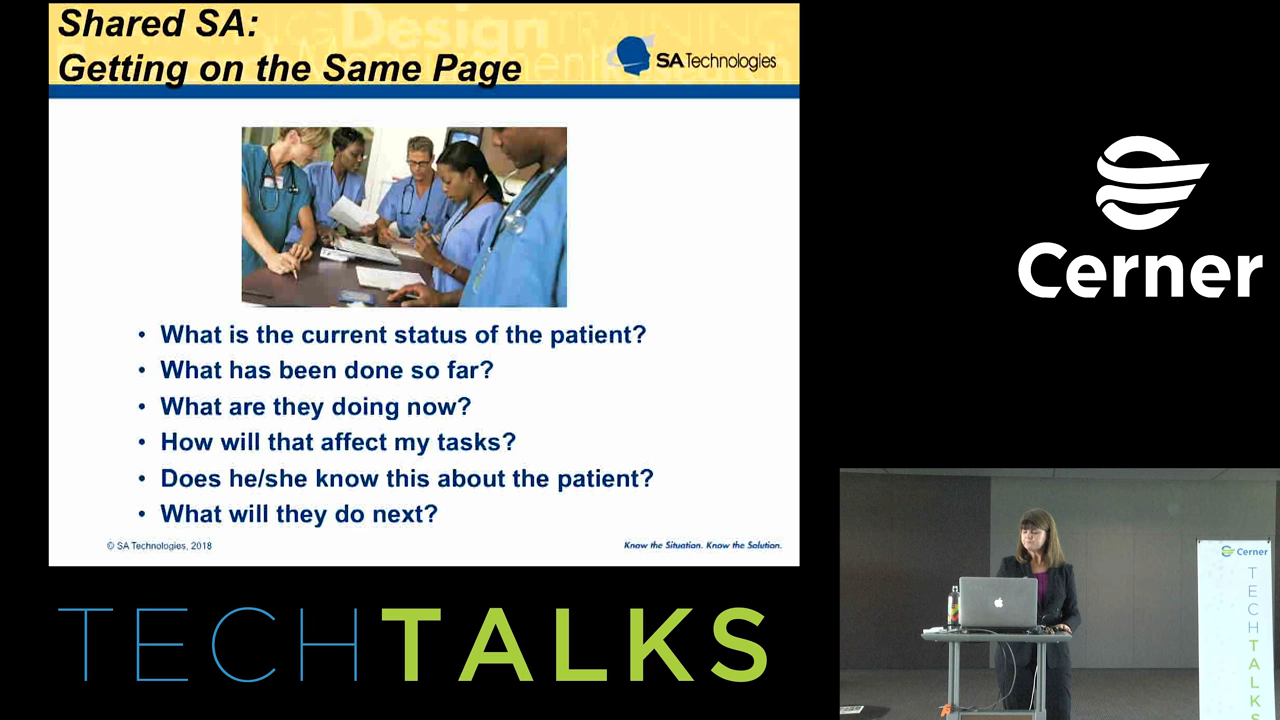 Shared SA:
Getting on the Same Page
SA Technologies
• What is the current status of the patient?
• What has been done so far?
• What are they doing now?
• How will that affect my tasks?
• Does he/she know this about the patient?
• What will they do next?
© SA Technologies, 2018
Know the Situation. Know the Solution.
TECHTALKS
Cerner
Cerner
TECHTALKS